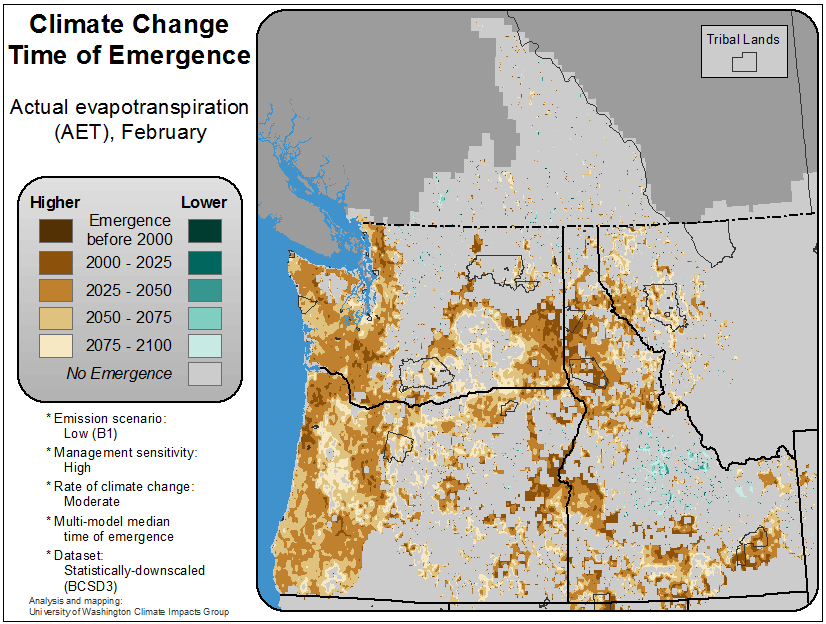 Climate Change
Time of Emergence
Actual evapotranspiration
(AET), February
Higher
Lower
Emergence
before 2000
2000 - 2025
2025 - 2050
2050 - 2075
2075 - 2100
No Emergence
* Emission scenario:
Low (B1)
* Management sensitivity:
High
* Rate of climate change:
Moderate
* Multi-model median
time of emergence
* Dataset:
Statistically-downscaled
(BCSD3)
Analysis and mapping:
University of Washington Climate Impacts Group
Tribal Lands